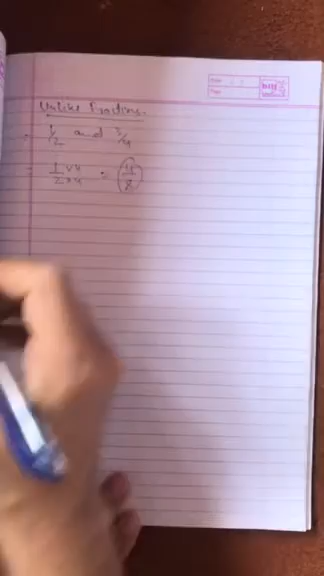 Unlike Fractions.
1/2 and 3/4
1×4/2×4 = 4/8